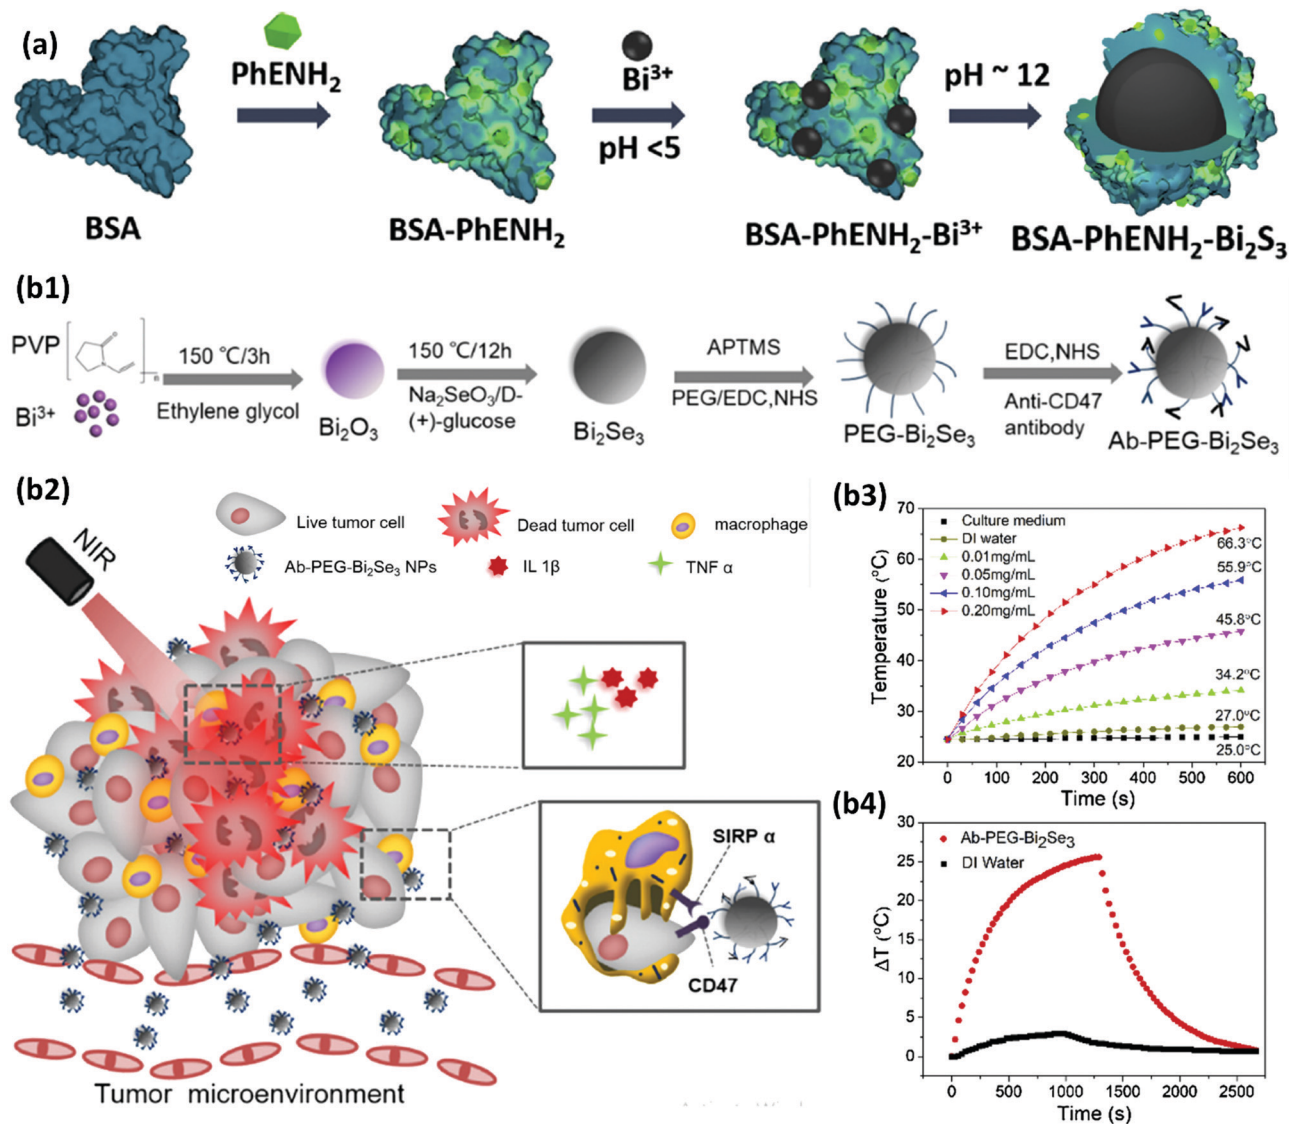 (a)
PhENH₂
Bi³⁺
pH <5
pH ~ 12
BSA
BSA-PhENH₂
BSA-PhENH₂-Bi³⁺
BSA-PhENH₂-Bi₂S₃
(b1)
PVP
n
Bi³⁺
150 °C/3h
Ethylene glycol
Bi₂O₃
150 °C/12h
Na₂SeO₃/D-
(+)-glucose
Bi₂Se₃
APTMS
PEG/EDC,NHS
PEG-Bi₂Se₃
EDC,NHS
Anti-CD47
antibody
Ab-PEG-Bi₂Se₃
(b2)
Live tumor cell
Dead tumor cell
macrophage
Ab-PEG-Bi₂Se₃ NPs
IL 1β
TNF α
NIR
SIRP α
CD47
Tumor microenvironment
(b3)
Temperature (°C)
70
60
50
40
30
20
Culture medium
DI water
0.01mg/mL
0.05mg/mL
0.10mg/mL
0.20mg/mL
66.3°C
55.9°C
45.8°C
34.2°C
27.0°C
25.0°C
0 100 200 300 400 500 600
Time (s)
(b4)
ΔT (°C)
30
25
20
15
10
5
0
Ab-PEG-Bi₂Se₃
DI Water
0 500 1000 1500 2000 2500
Time (s)